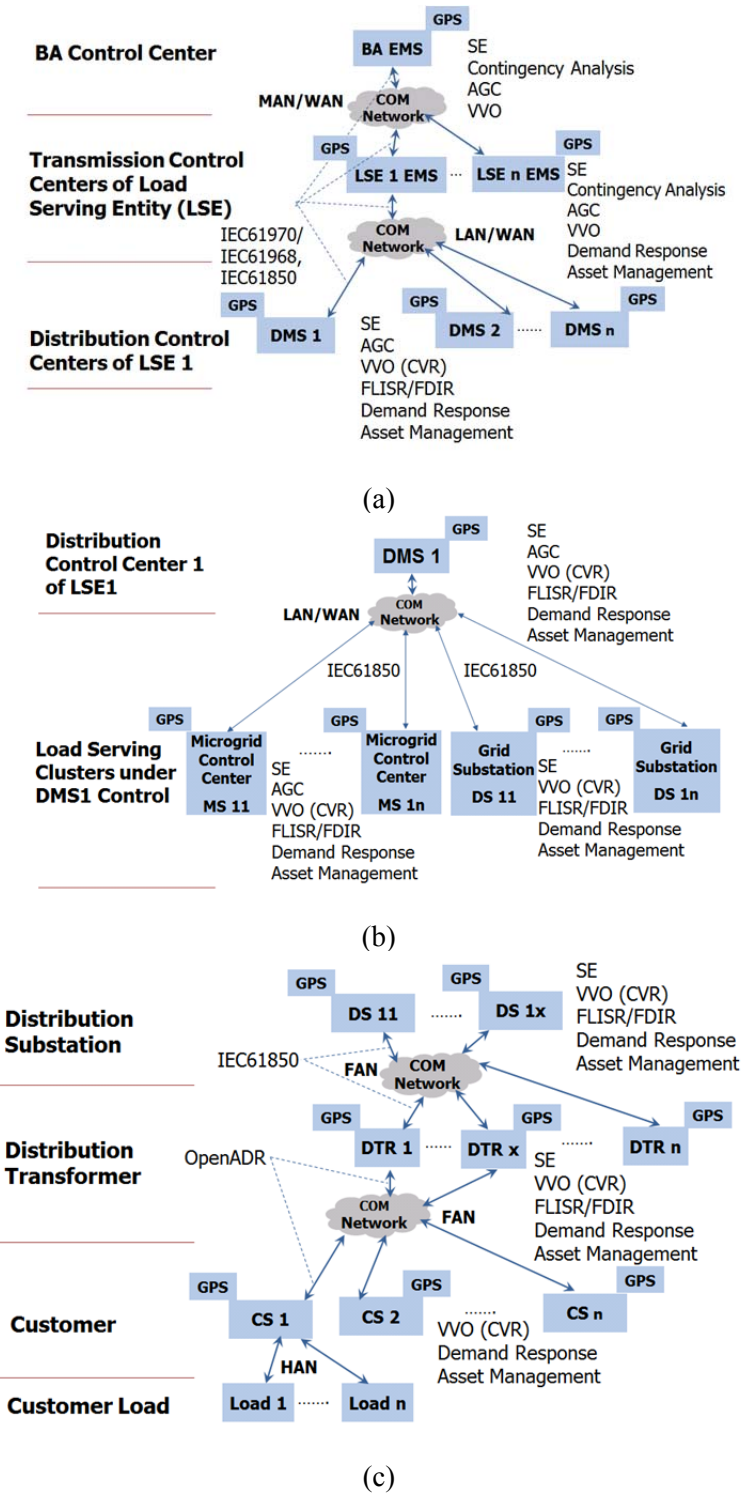 GPS
BA Control Center
BA EMS
SE
Contingency Analysis
AGC
VVO
MAN/WAN
COM
Network
Transmission Control
Centers of Load
Serving Entity (LSE)
GPS
LSE 1 EMS
......
LSE n EMS
GPS
SE
Contingency Analysis
AGC
VVO
Demand Response
Asset Management
COM
Network
LAN/WAN
IEC61970/
IEC61968,
IEC61850
Distribution Control
Centers of LSE 1
GPS
DMS 1
SE
AGC
VVO (CVR)
FLISR/FDIR
Demand Response
Asset Management
GPS
DMS 2
......
DMS n
GPS
(a)
Distribution
Control Center 1
of LSE1
GPS
DMS 1
SE
AGC
VVO (CVR)
FLISR/FDIR
Demand Response
Asset Management
LAN/WAN
COM
Network
IEC61850
IEC61850
Load Serving
Clusters under
DMS1 Control
GPS
Microgrid
Control
Center
MS 11
.......
SE
AGC
VVO (CVR)
FLISR/FDIR
Demand Response
Asset Management
GPS
Microgrid
Control
Center
MS 1n
Grid
Substation
DS 11
GPS
.......
SE
VVO (CVR)
FLISR/FDIR
Demand Response
Asset Management
GPS
Grid
Substation
DS 1n
(b)
Distribution
Substation
GPS
DS 11
.......
GPS
DS 1x
SE
VVO (CVR)
FLISR/FDIR
Demand Response
Asset Management
IEC61850
FAN
COM
Network
Distribution
Transformer
GPS
DTR 1
......
DTR x
GPS
.......
DTR n
GPS
SE
VVO (CVR)
FLISR/FDIR
Demand Response
Asset Management
OpenADR
COM
Network
FAN
Customer
GPS
CS 1
CS 2
GPS
.......
CS n
GPS
VVO (CVR)
Demand Response
Asset Management
HAN
Customer Load
Load 1
.......
Load n
(c)